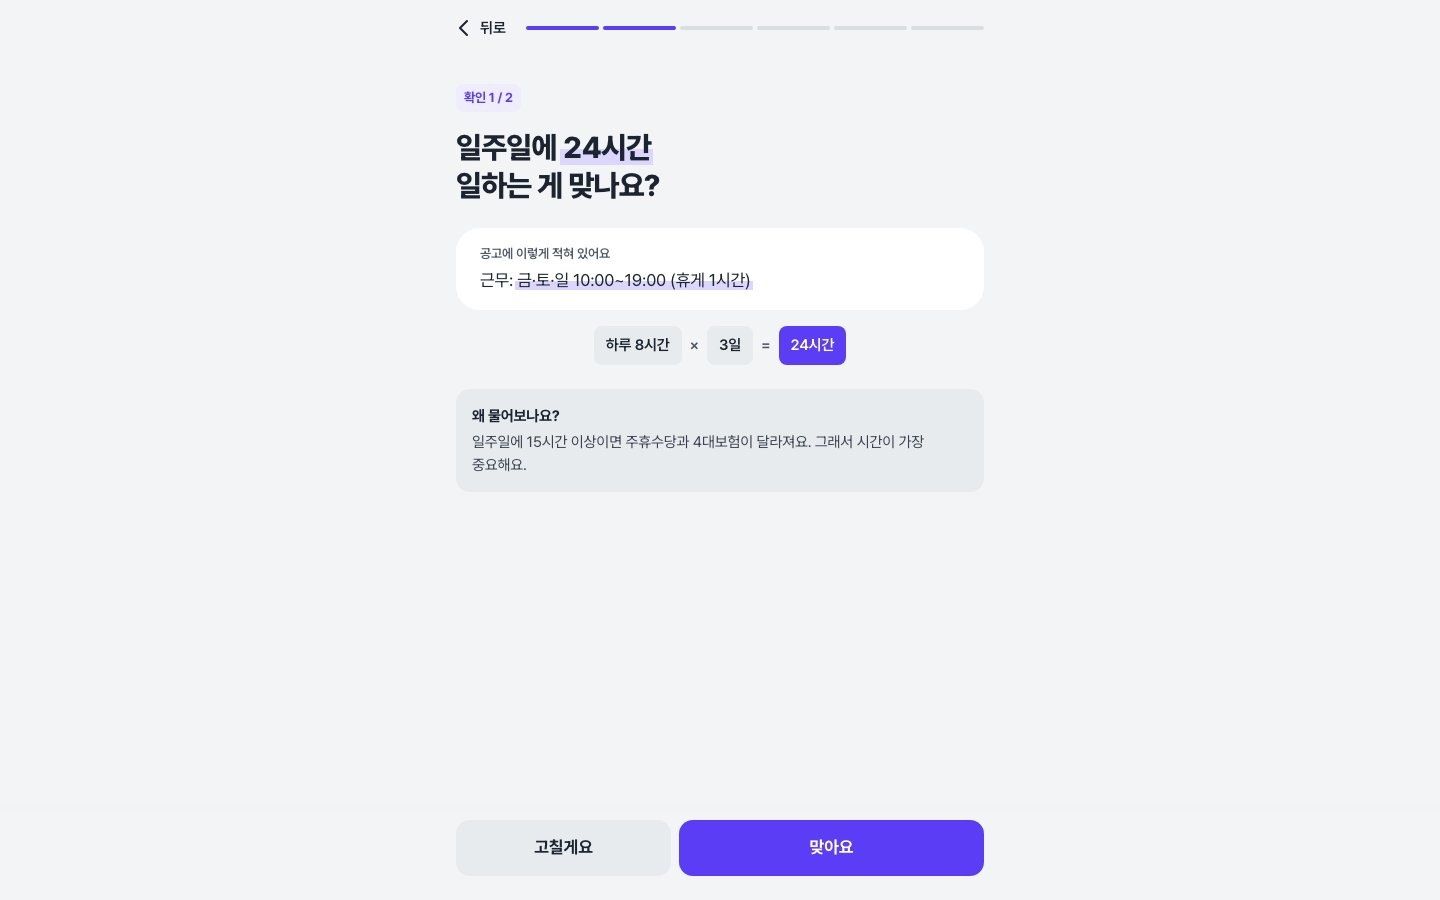 뒤로
확인 1 / 2
일주일에 24시간
일하는 게 맞나요?
공고에 이렇게 적혀 있어요
근무: 금·토·일 10:00~19:00 (휴게 1시간)
하루 8시간 × 3일 = 24시간
왜 물어보나요?
일주일에 15시간 이상이면 주휴수당과 4대보험이 달라져요. 그래서 시간이 가장
중요해요.
고칠게요 맞아요